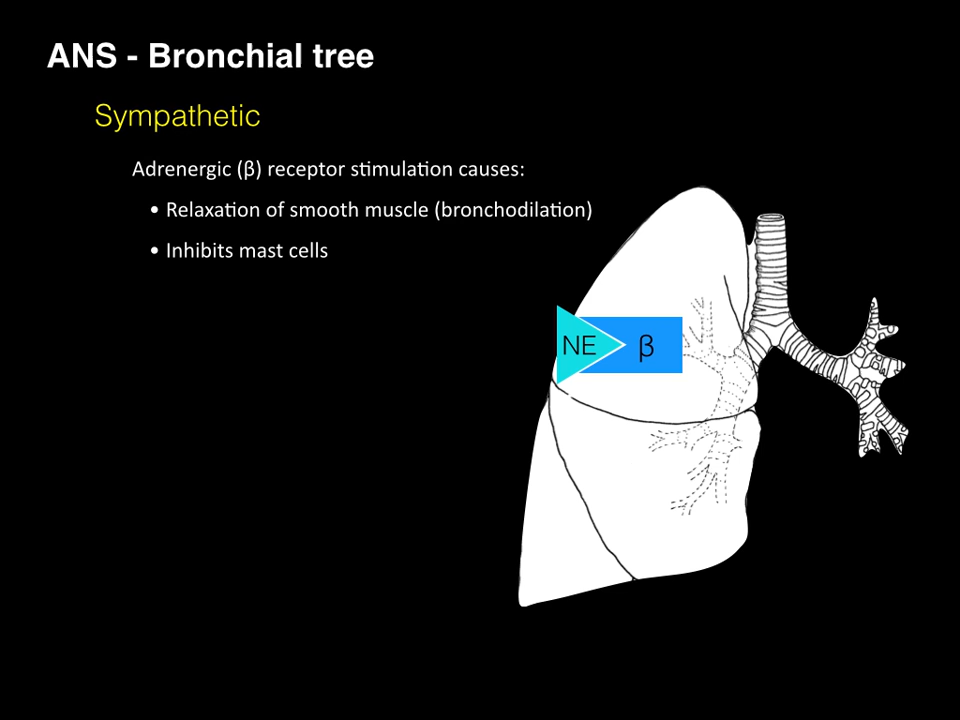 ANS - Bronchial tree
Sympathetic
Adrenergic (β) receptor stimulation causes:
• Relaxation of smooth muscle (bronchodilation)
• Inhibits mast cells
NE β